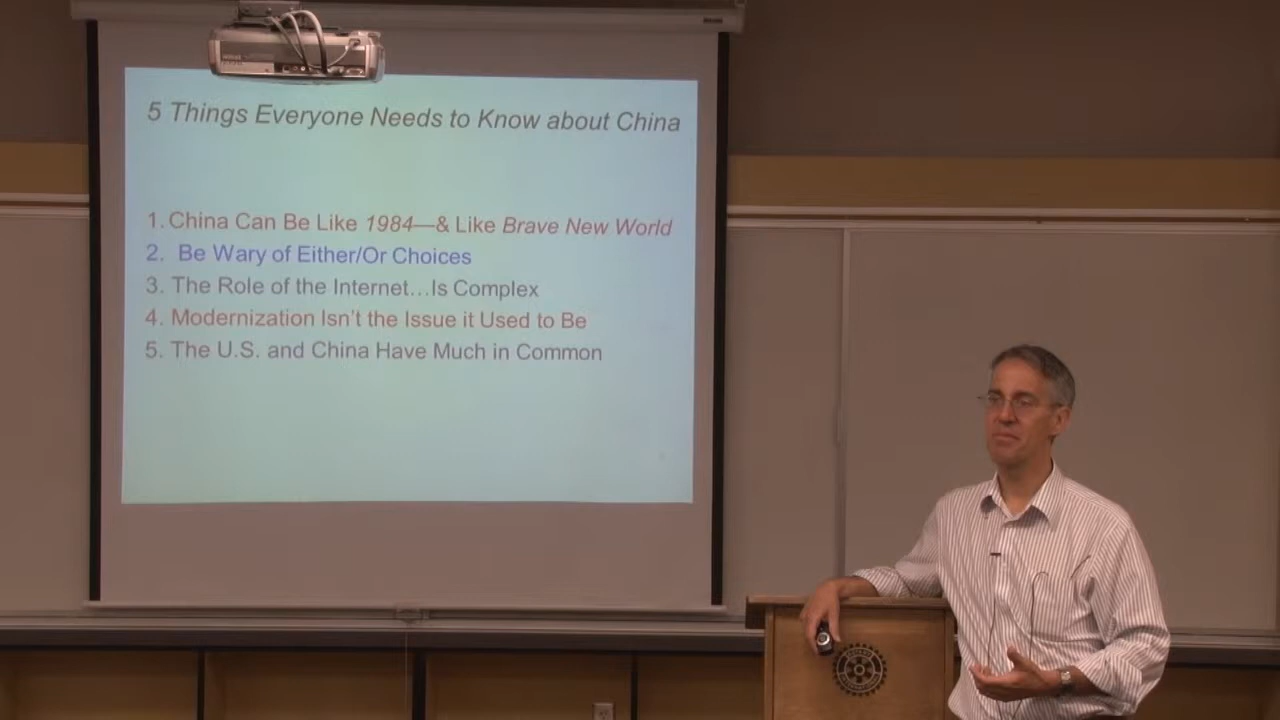 5 Things Everyone Needs to Know about China
1. China Can Be Like 1984—& Like Brave New World
2. Be Wary of Either/Or Choices
3. The Role of the Internet…Is Complex
4. Modernization Isn't the Issue it Used to Be
5. The U.S. and China Have Much in Common